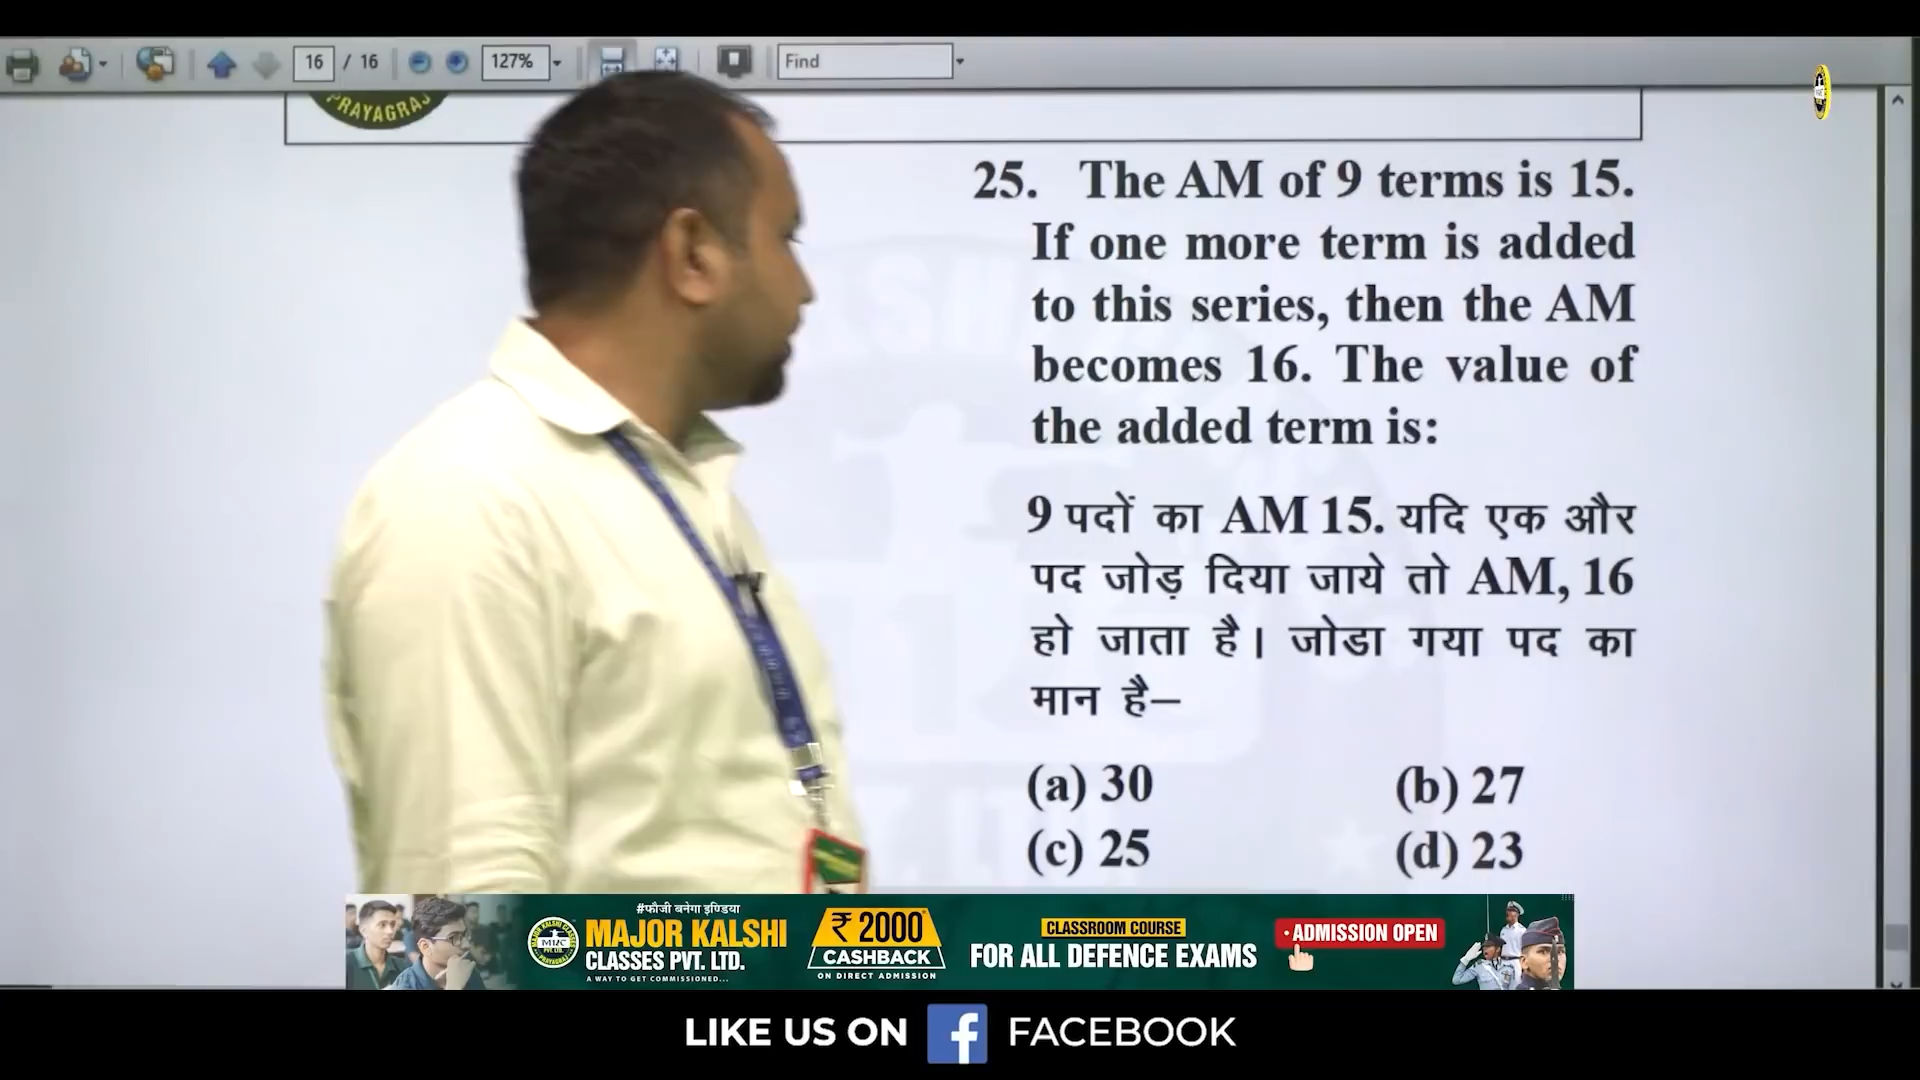 16 / 16
127%
Find
PRAYAGRAJ
25. The AM of 9 terms is 15.
If one more term is added
to this series, then the AM
becomes 16. The value of
the added term is:
9 पदों का AM 15. यदि एक और
पद जोड़ दिया जाये तो AM, 16
हो जाता है। जोडा गया पद का
मान है–
(a) 30 (b) 27
(c) 25 (d) 23
#फौजी बनेगा इण्डिया
MAJOR KALSHI
CLASSES PVT. LTD.
A WAY TO GET COMMISSIONED...
₹ 2000
CASHBACK
ON DIRECT ADMISSION
CLASSROOM COURSE
FOR ALL DEFENCE EXAMS
• ADMISSION OPEN
LIKE US ON f FACEBOOK